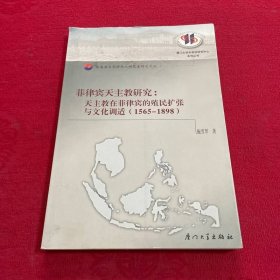 菲律宾天主教研究：
天主教在菲律宾的殖民扩张
与文化调适（1565-1898）
施雪琴 著
厦门大学出版社